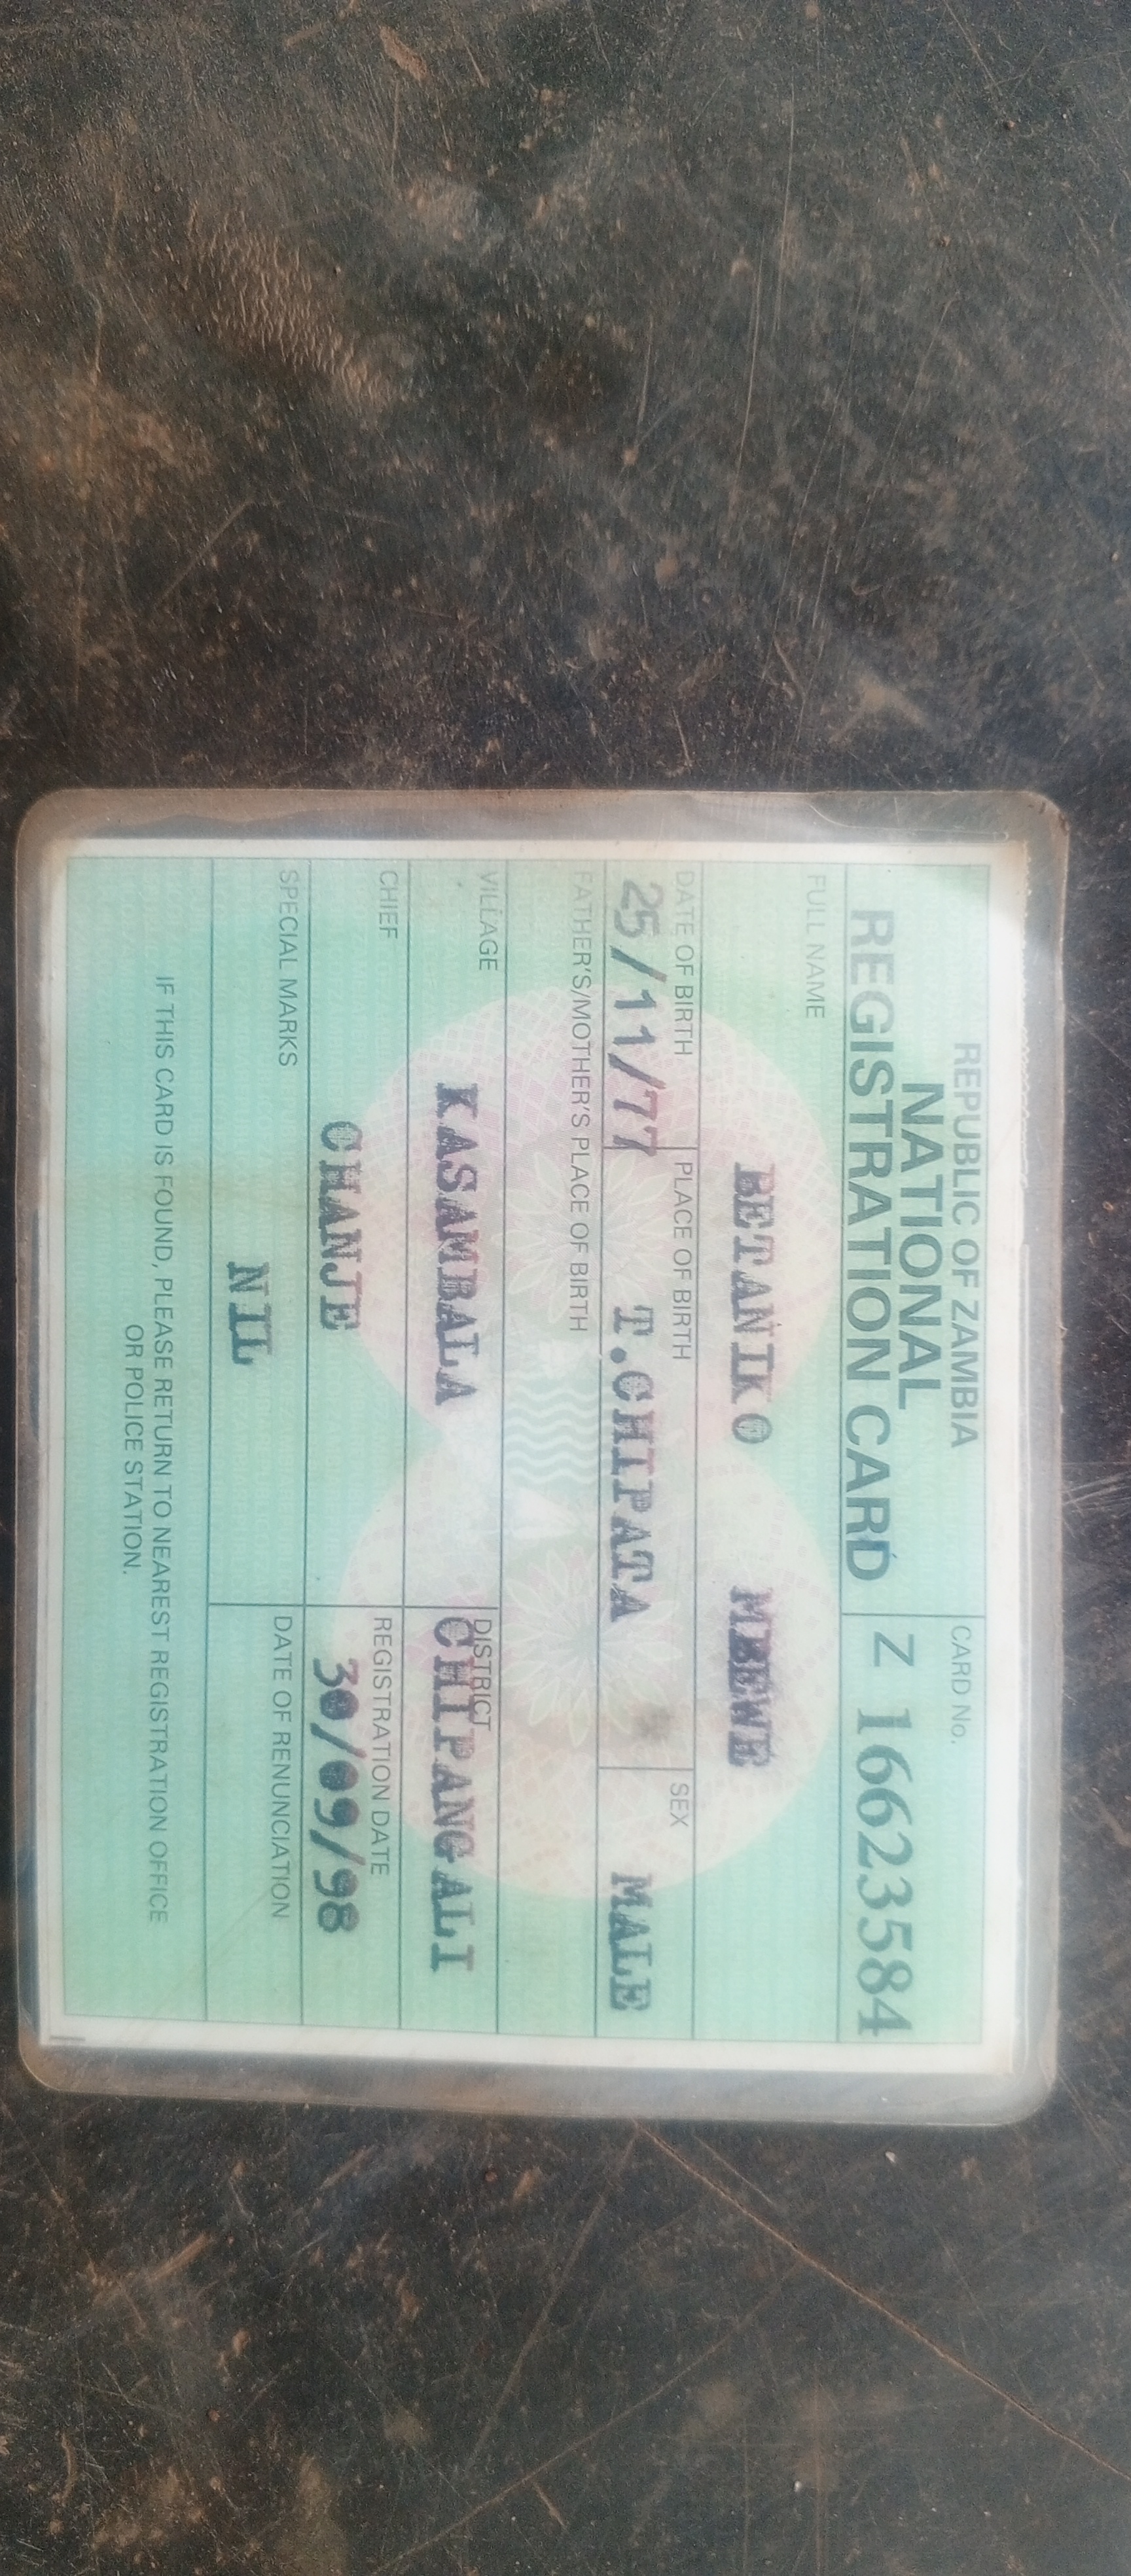 REPUBLIC OF ZAMBIA
NATIONAL
REGISTRATION CARD
CARD No.
Z 16623584
FULL NAME
BETANIKO MBEWE
DATE OF BIRTH PLACE OF BIRTH SEX
25/11/77 T.CHIPATA MALE
FATHER'S/MOTHER'S PLACE OF BIRTH
VILLAGE DISTRICT
KASAMBALA CHIPANGALI
CHIEF REGISTRATION DATE
CHANJE 30/09/98
SPECIAL MARKS DATE OF RENUNCIATION
NIL
IF THIS CARD IS FOUND, PLEASE RETURN TO NEAREST REGISTRATION OFFICE
OR POLICE STATION.